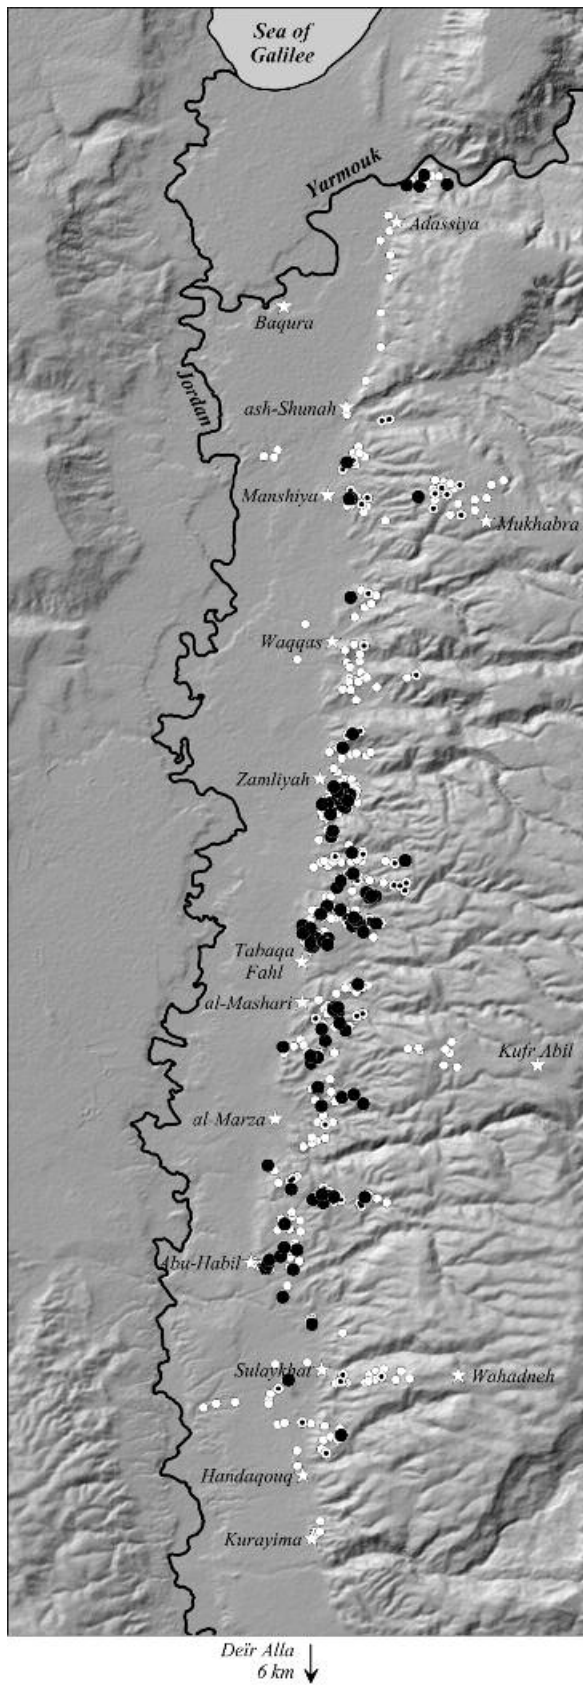 Sea of
Galilee
Yarmouk
Adassiya
Baqura
Jordan
ash-Shunah
Manshiya
Mukhabra
Waqqas
Zamliyah
Tabaqa
Fahl
al-Mashari
Kufr Abil
al-Marza
Abu-Habil
Sulaykhat
Wahadneh
Handaqouq
Kurayima
Deïr Alla
6 km